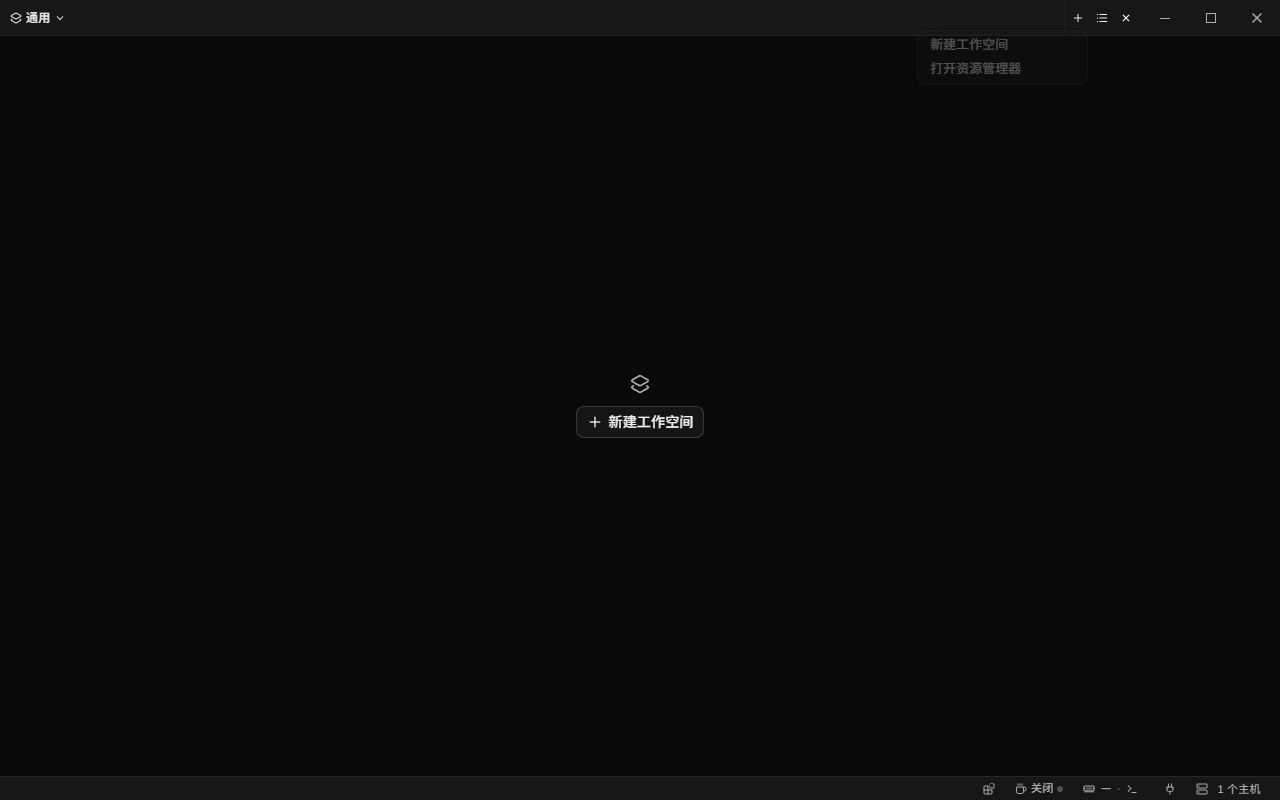 通用
新建工作空间
打开资源管理器
新建工作空间
关闭
1 个主机